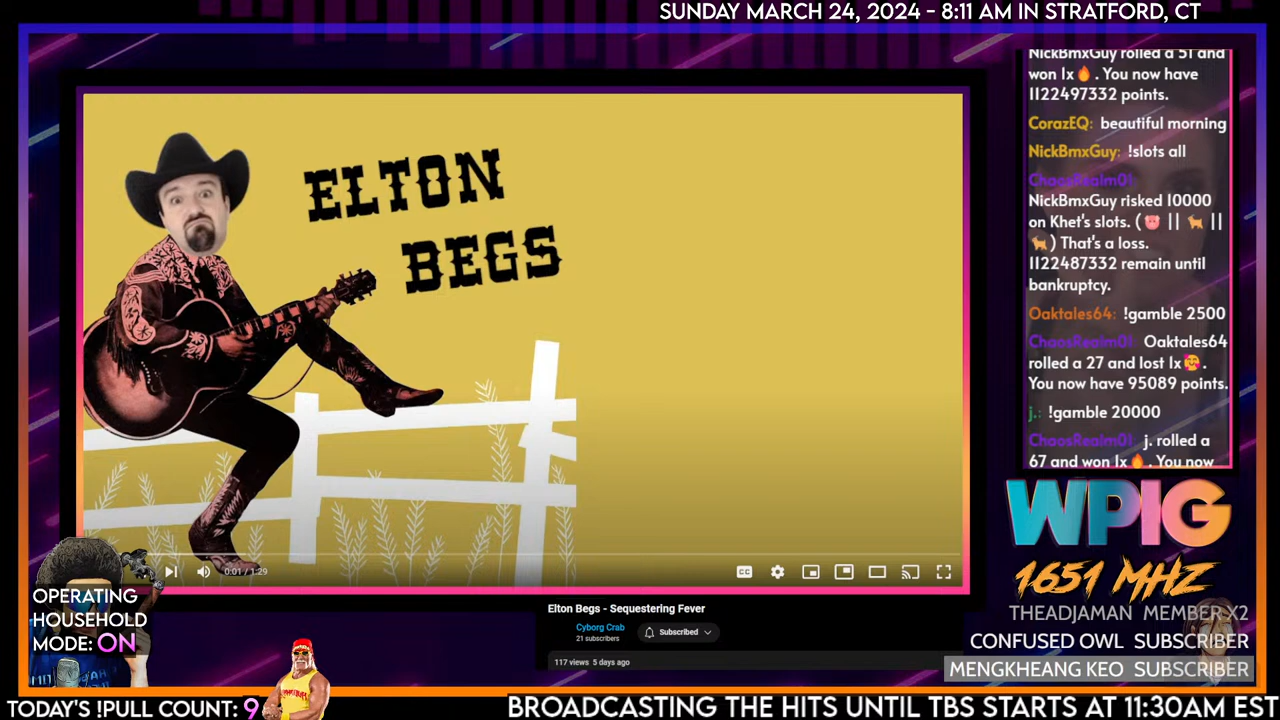 SUNDAY MARCH 24, 2024 - 8:11 AM IN STRATFORD, CT
ELTON
BEGS
0:01 / 1:29
CC
Elton Begs - Sequestering Fever
Cyborg Crab
21 subscribers
Subscribed
117 views 5 days ago
NickBmxGuy rolled a 51 and
won 1x🔥. You now have
1122497332 points.
CorazEQ: beautiful morning
NickBmxGuy: !slots all
ChaosRealm01
NickBmxGuy risked 10000
on Khet's slots. (🐷 || 🐕 ||
🐕) That's a loss.
1122487332 remain until
bankruptcy.
Oaktales64: !gamble 2500
ChaosRealm01 Oaktales64
rolled a 27 and lost 1x🥰.
You now have 95089 points.
j.: !gamble 20000
ChaosRealm01 j. rolled a
67 and won 1x🔥. You now
WPIG
1651 MHZ
THEADJAMAN MEMBER X2
CONFUSED OWL SUBSCRIBER
MENGKHEANG KEO SUBSCRIBER
OPERATING
HOUSEHOLD
MODE: ON
TODAY'S !PULL COUNT: 9
BROADCASTING THE HITS UNTIL TBS STARTS AT 11:30AM EST